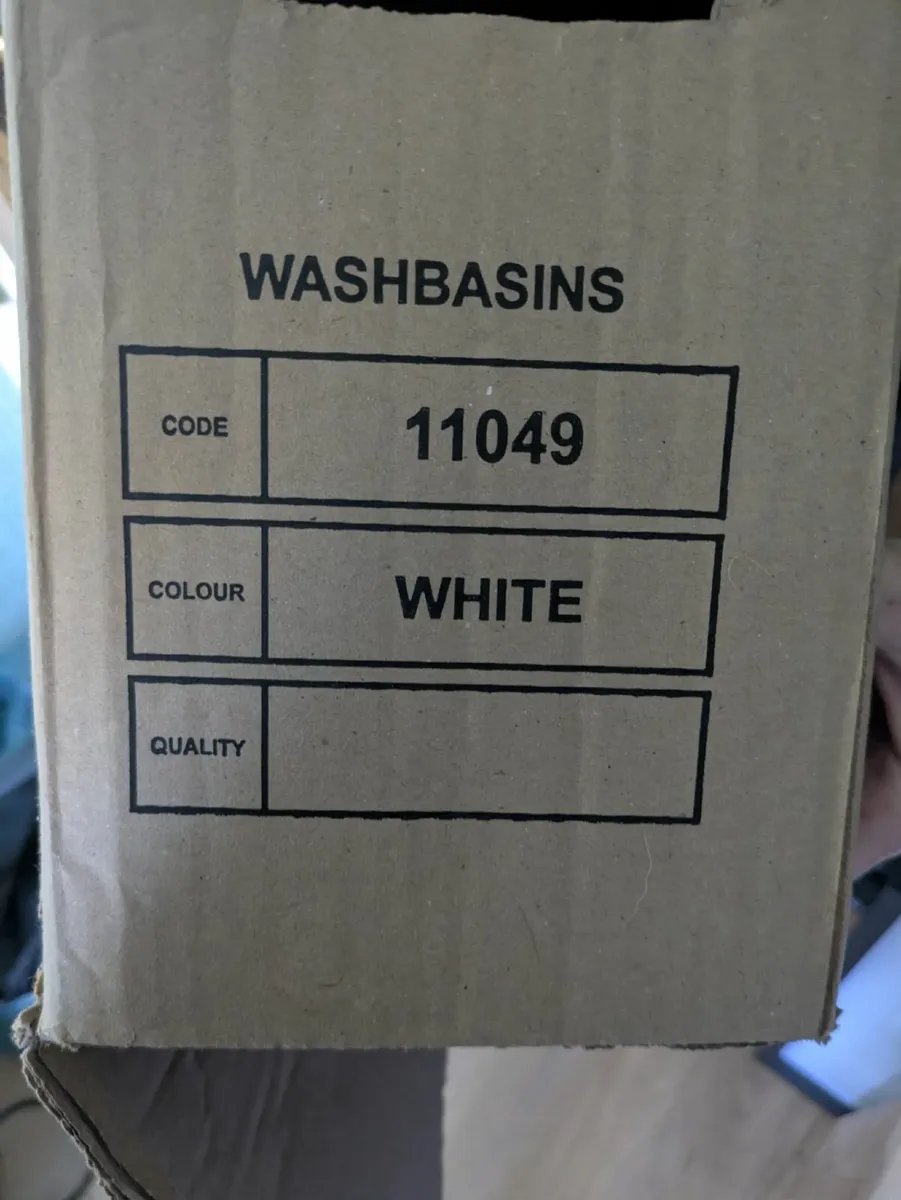 WASHBASINS
CODE 11049
COLOUR WHITE
QUALITY